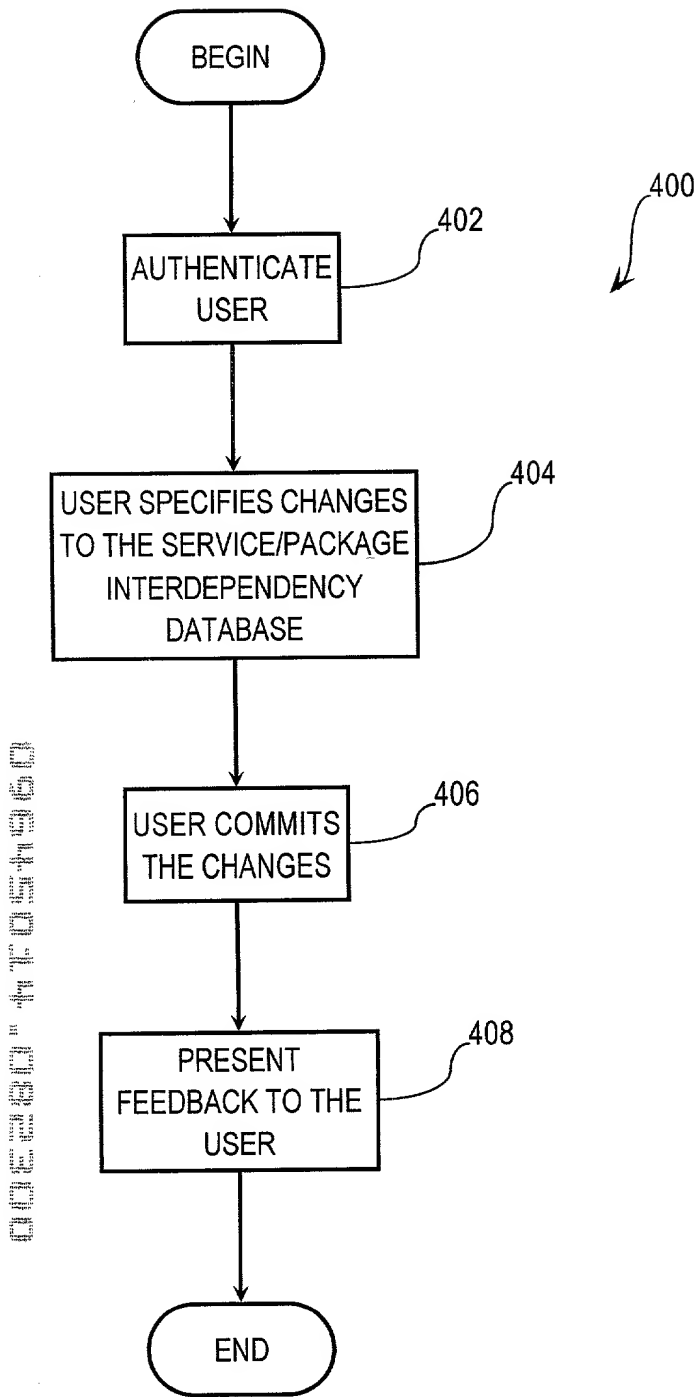 BEGIN
400
402
AUTHENTICATE
USER
404
USER SPECIFIES CHANGES
TO THE SERVICE/PACKAGE
INTERDEPENDENCY
DATABASE
406
USER COMMITS
THE CHANGES
408
PRESENT
FEEDBACK TO THE
USER
END